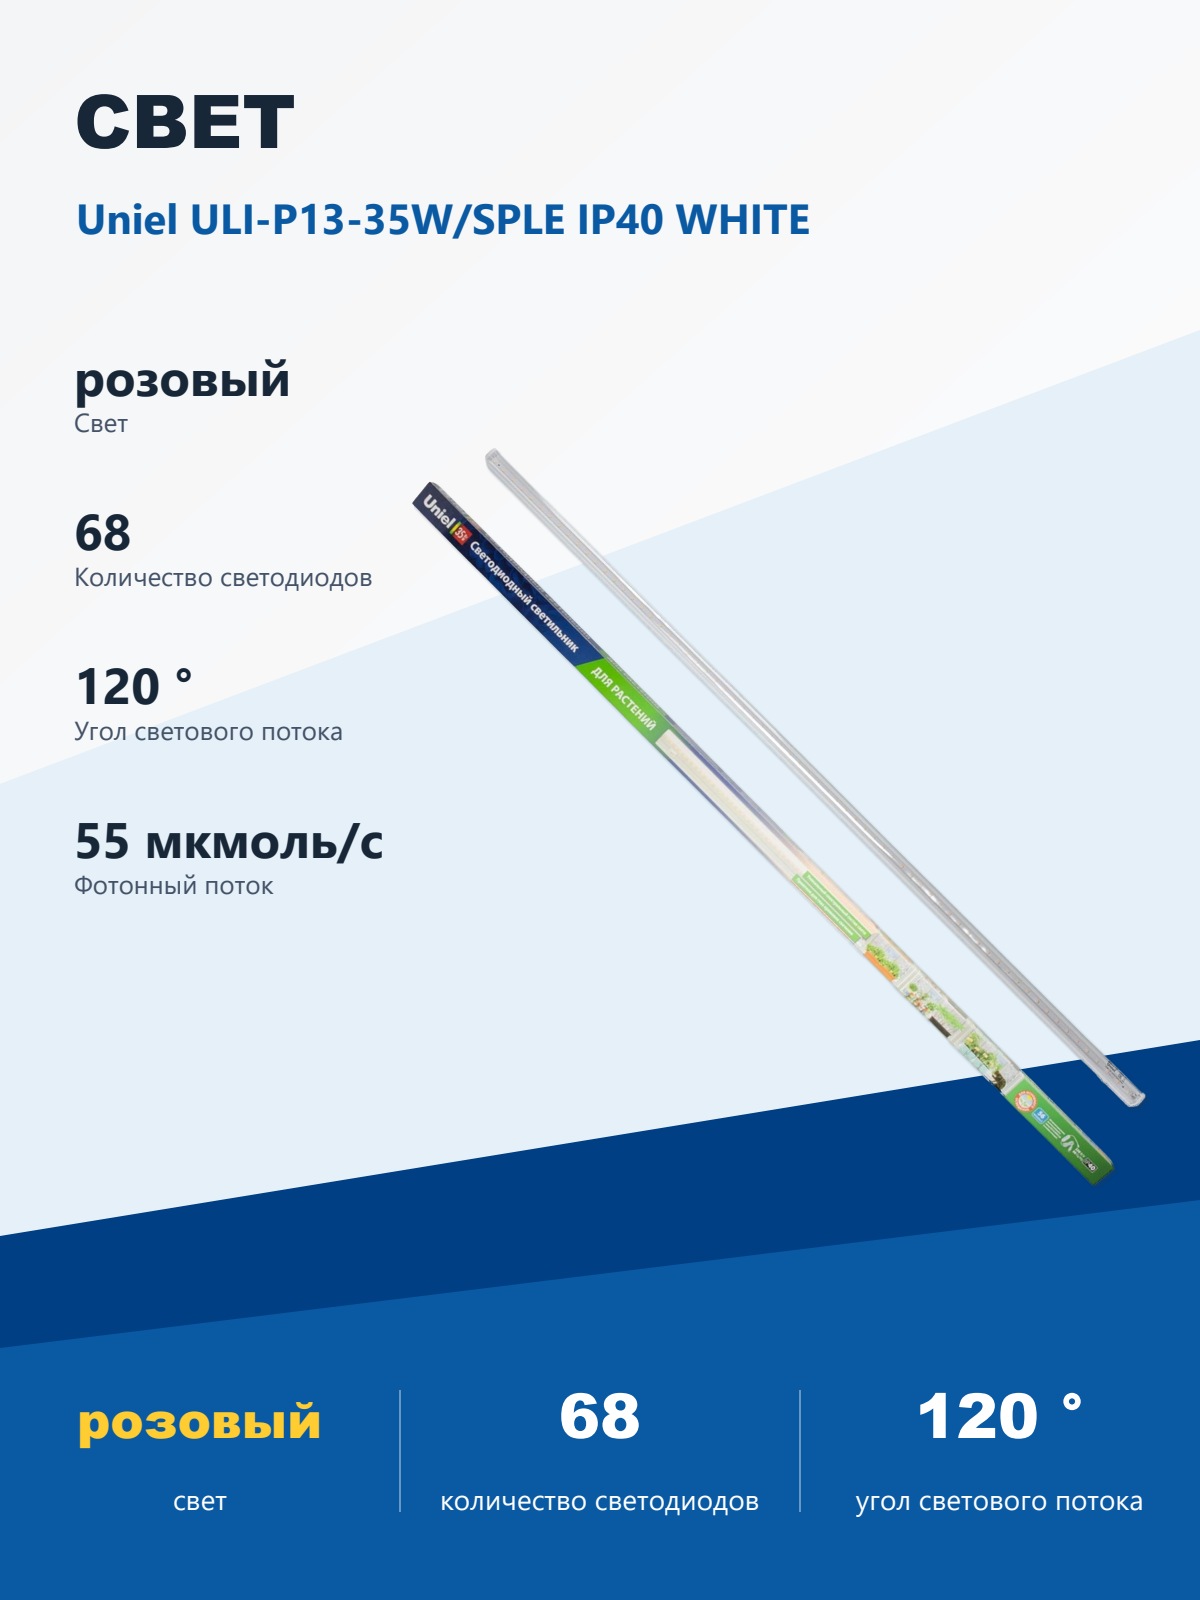 СВЕТ
Uniel ULI-P13-35W/SPLE IP40 WHITE
розовый
Свет
68
Количество светодиодов
120 °
Угол светового потока
55 мкмоль/с
Фотонный поток
Uniel
Светодиодный светильник
ДЛЯ РАСТЕНИЙ
розовый
свет
68
количество светодиодов
120 °
угол светового потока